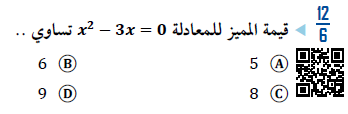 12/6 ◀ قيمة المميز للمعادلة x² − 3x = 0 تساوي ..
5 Ⓐ 6 Ⓑ
8 Ⓒ 9 Ⓓ